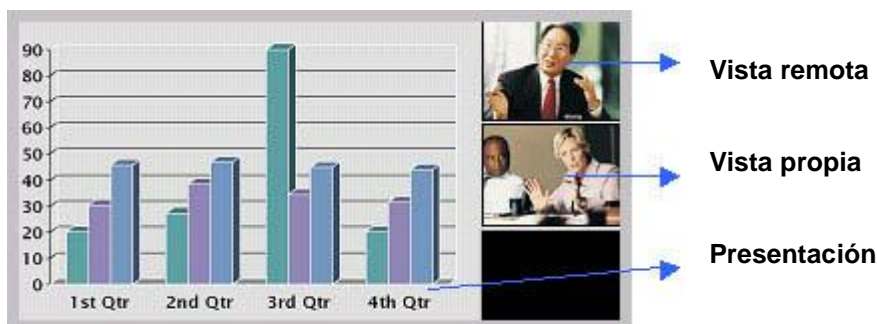 90
80
70
60
50
40
30
20
10
0
1st Qtr 2nd Qtr 3rd Qtr 4th Qtr
Vista remota
Vista propia
Presentación